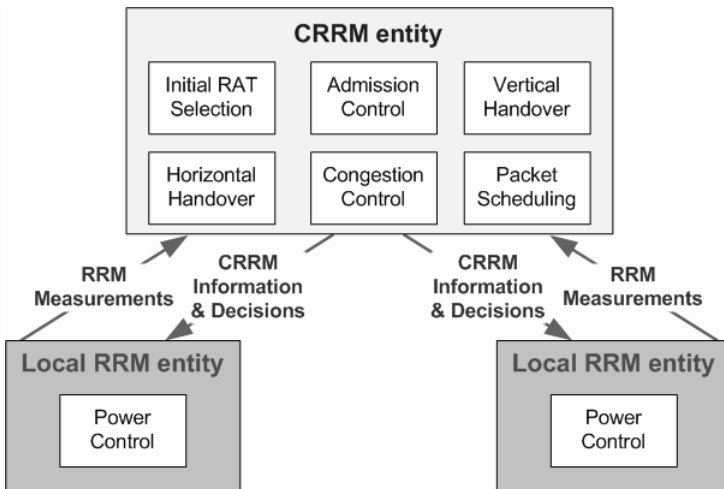 CRRM entity
Initial RAT
Selection
Admission
Control
Vertical
Handover
Horizontal
Handover
Congestion
Control
Packet
Scheduling
RRM
Measurements
CRRM
Information
& Decisions
CRRM
Information
& Decisions
RRM
Measurements
Local RRM entity
Power
Control
Local RRM entity
Power
Control